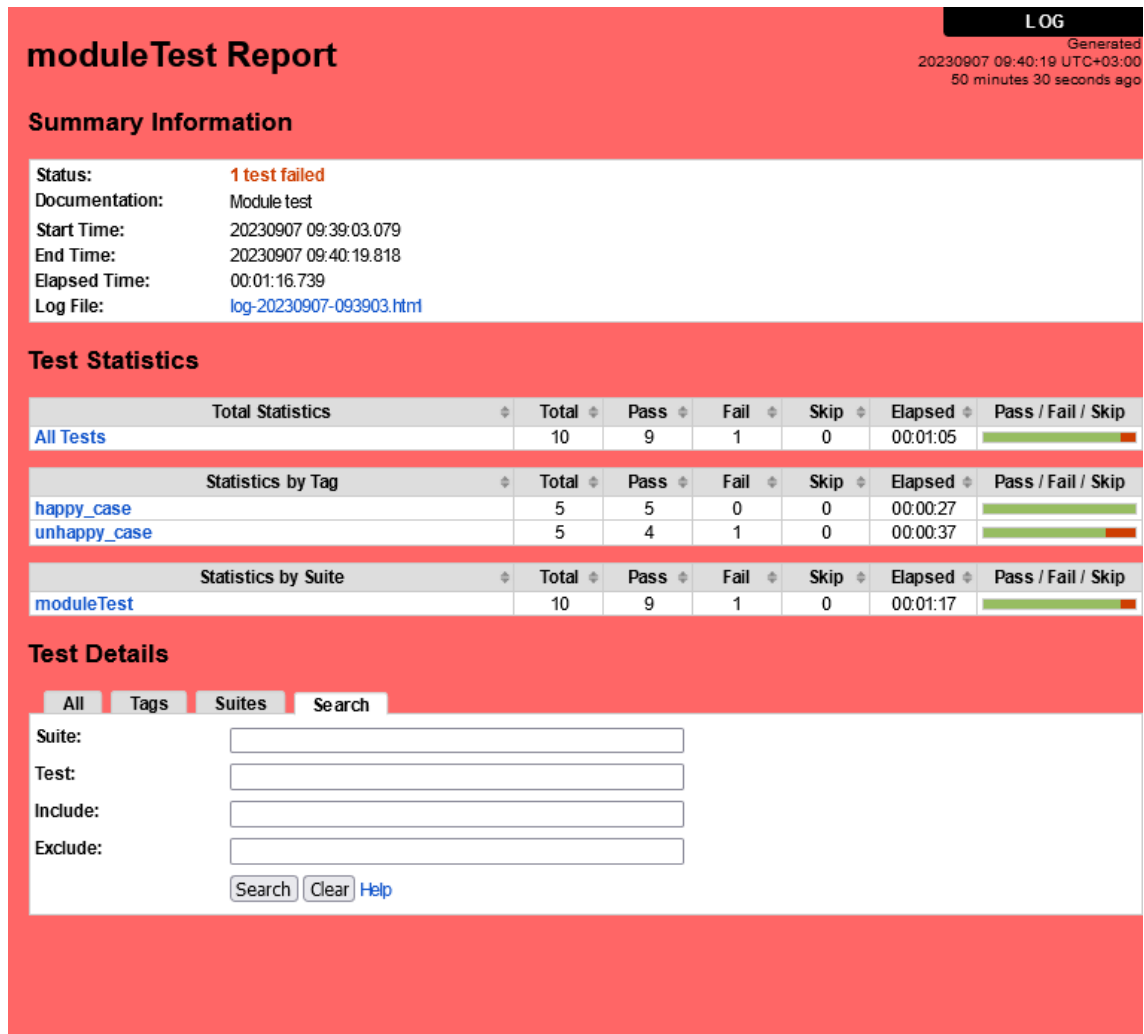 LOG
moduleTest Report
Generated
20230907 09:40:19 UTC+03:00
50 minutes 30 seconds ago
Summary Information
Status: 1 test failed
Documentation: Module test
Start Time: 20230907 09:39:03.079
End Time: 20230907 09:40:19.818
Elapsed Time: 00:01:16.739
Log File: log-20230907-093903.html
Test Statistics
Total Statistics Total Pass Fail Skip Elapsed Pass / Fail / Skip
All Tests 10 9 1 0 00:01:05
Statistics by Tag Total Pass Fail Skip Elapsed Pass / Fail / Skip
happy_case 5 5 0 0 00:00:27
unhappy_case 5 4 1 0 00:00:37
Statistics by Suite Total Pass Fail Skip Elapsed Pass / Fail / Skip
moduleTest 10 9 1 0 00:01:17
Test Details
All Tags Suites Search
Suite:
Test:
Include:
Exclude:
Search Clear Help